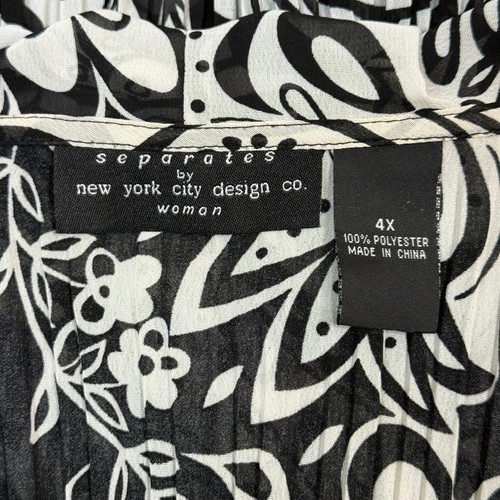 separates
by
new york city design co.
woman
4X
100% POLYESTER
MADE IN CHINA